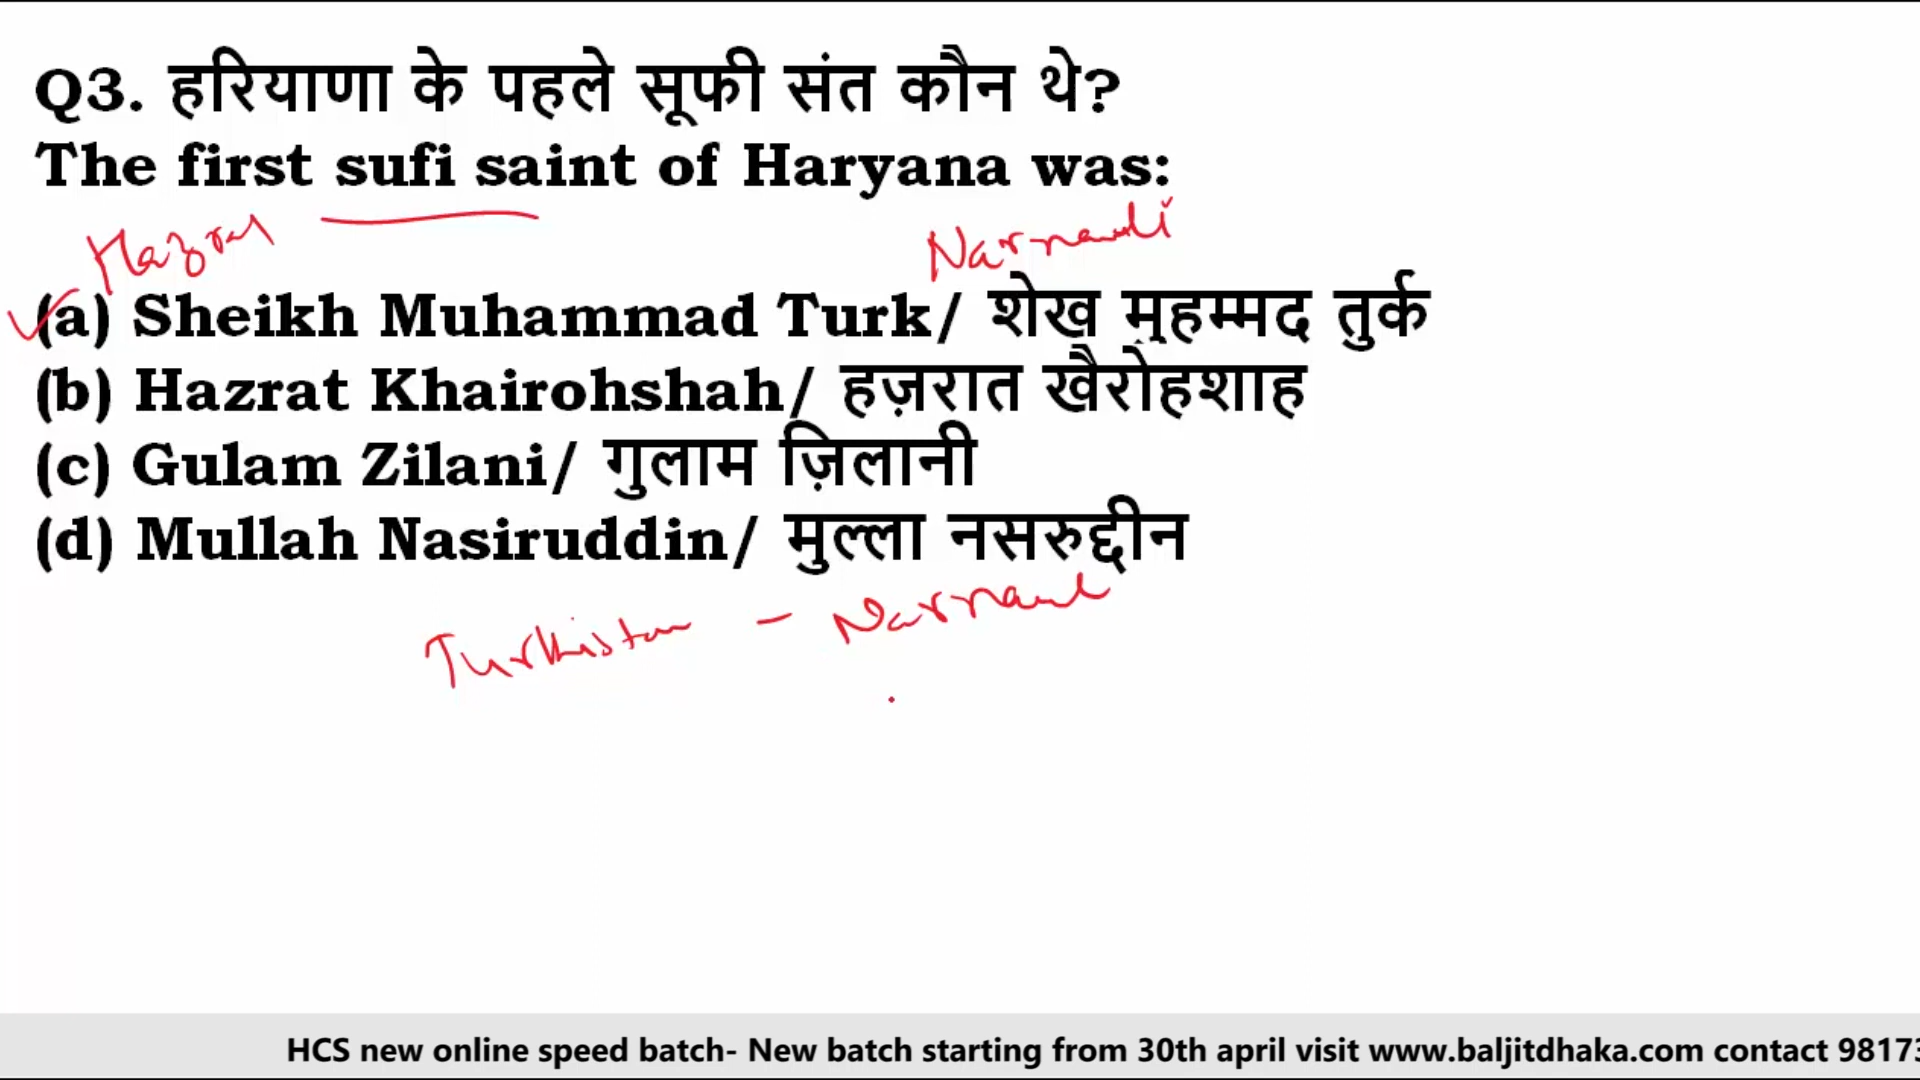 Q3. हरियाणा के पहले सूफी संत कौन थे?
The first sufi saint of Haryana was:
Hazrat Narnauli
(a) Sheikh Muhammad Turk/ शेख मुहम्मद तुर्क
(b) Hazrat Khairohshah/ हज़रात खैरोहशाह
(c) Gulam Zilani/ गुलाम ज़िलानी
(d) Mullah Nasiruddin/ मुल्ला नसरुद्दीन
Turkistan - Narnaul
HCS new online speed batch- New batch starting from 30th april visit www.baljitdhaka.com contact 98173